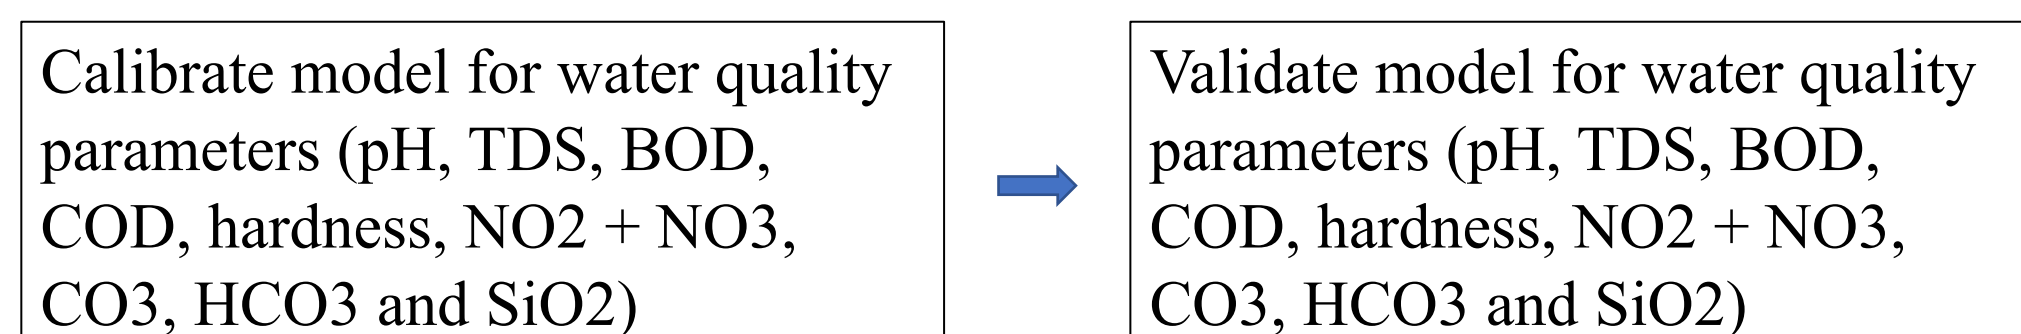 Calibrate model for water quality
parameters (pH, TDS, BOD,
COD, hardness, NO2 + NO3,
CO3, HCO3 and SiO2)
Validate model for water quality
parameters (pH, TDS, BOD,
COD, hardness, NO2 + NO3,
CO3, HCO3 and SiO2)